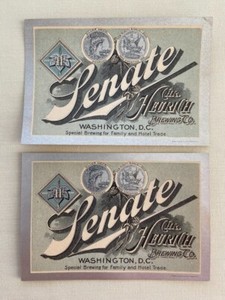 Senate
Chr. Heurich
Brewing Co.
WASHINGTON, D.C.
Special Brewing for Family and Hotel Trade
Senate
Chr. Heurich
Brewing Co.
WASHINGTON, D.C.
Special Brewing for Family and Hotel Trade